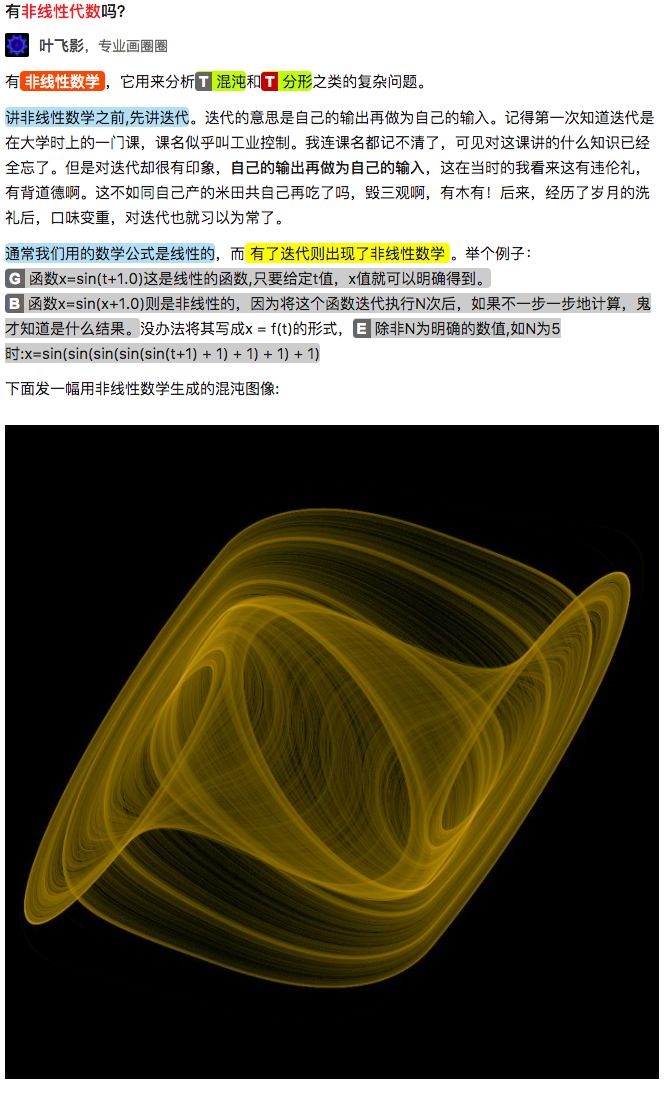 有非线性代数吗?
叶飞影，专业画圈圈
有 非线性数学 ，它用来分析T 混沌和T 分形之类的复杂问题。
讲非线性数学之前,先讲迭代。迭代的意思是自己的输出再做为自己的输入。记得第一次知道迭代是
在大学时上的一门课，课名似乎叫工业控制。我连课名都记不清了，可见对这课讲的什么知识已经
全忘了。但是对迭代却很有印象，自己的输出再做为自己的输入，这在当时的我看来这有违伦礼，
有背道德啊。这不如同自己产的米田共自己再吃了吗，毁三观啊，有木有！后来，经历了岁月的洗
礼后，口味变重，对迭代也就习以为常了。
通常我们用的数学公式是线性的，而 有了迭代则出现了非线性数学 。举个例子：
G 函数x=sin(t+1.0)这是线性的函数,只要给定t值，x值就可以明确得到。
B 函数x=sin(x+1.0)则是非线性的，因为将这个函数迭代执行N次后，如果不一步一步地计算，鬼
才知道是什么结果。没办法将其写成x = f(t)的形式，E 除非N为明确的数值,如N为5
时:x=sin(sin(sin(sin(sin(t+1) + 1) + 1) + 1) + 1)
下面发一幅用非线性数学生成的混沌图像: